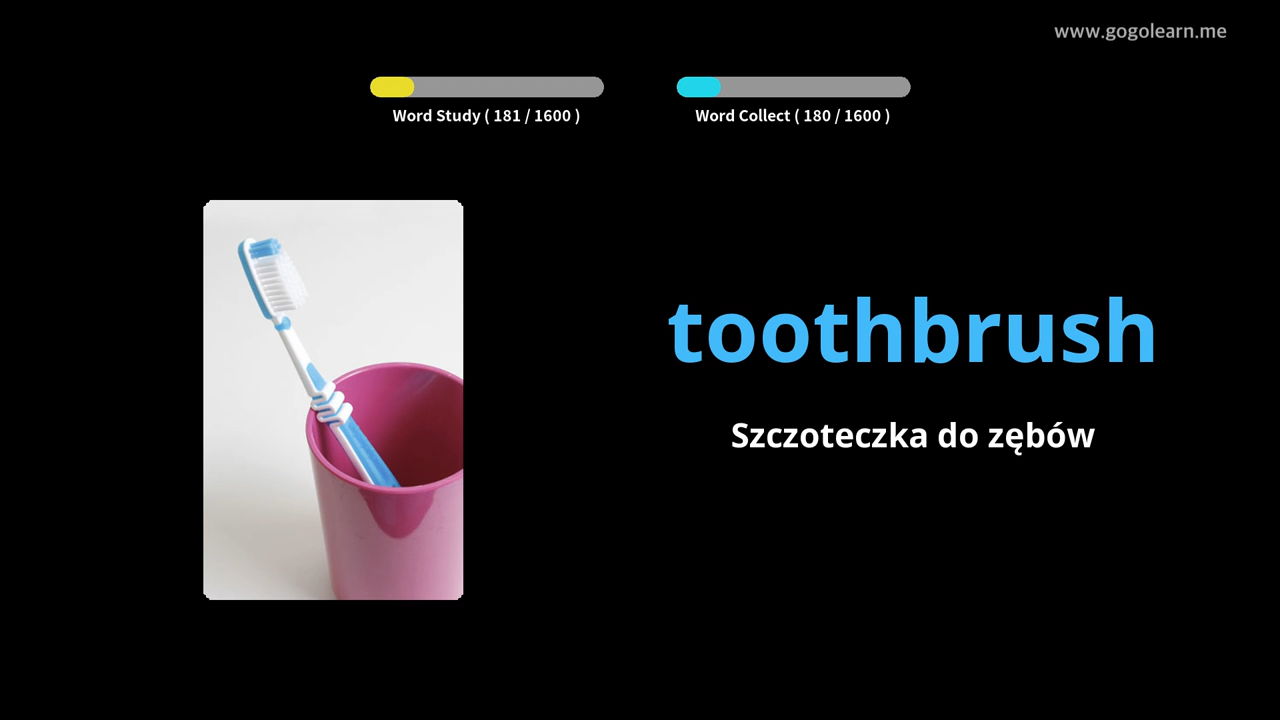 www.gogolearn.me
Word Study ( 181 / 1600 )
Word Collect ( 180 / 1600 )
toothbrush
Szczoteczka do zębów